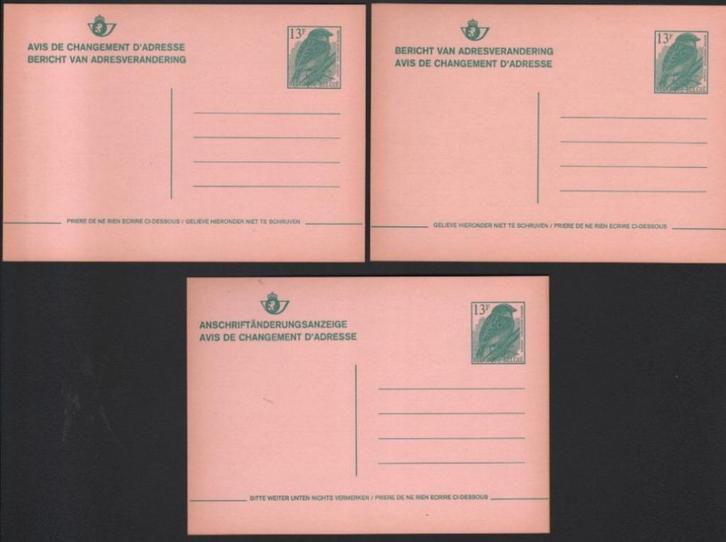 AVIS DE CHANGEMENT D'ADRESSE
BERICHT VAN ADRESVERANDERING
13F
PRIERE DE NE RIEN ECRIRE CI-DESSOUS / GELIEVE HIERONDER NIET TE SCHRIJVEN
BERICHT VAN ADRESVERANDERING
AVIS DE CHANGEMENT D'ADRESSE
13F
GELIEVE HIERONDER NIET TE SCHRIJVEN / PRIERE DE NE RIEN ECRIRE CI-DESSOUS
ANSCHRIFTÄNDERUNGSANZEIGE
AVIS DE CHANGEMENT D'ADRESSE
13F
BITTE WEITER UNTEN NICHTS VERMERKEN / PRIERE DE NE RIEN ECRIRE CI-DESSOUS